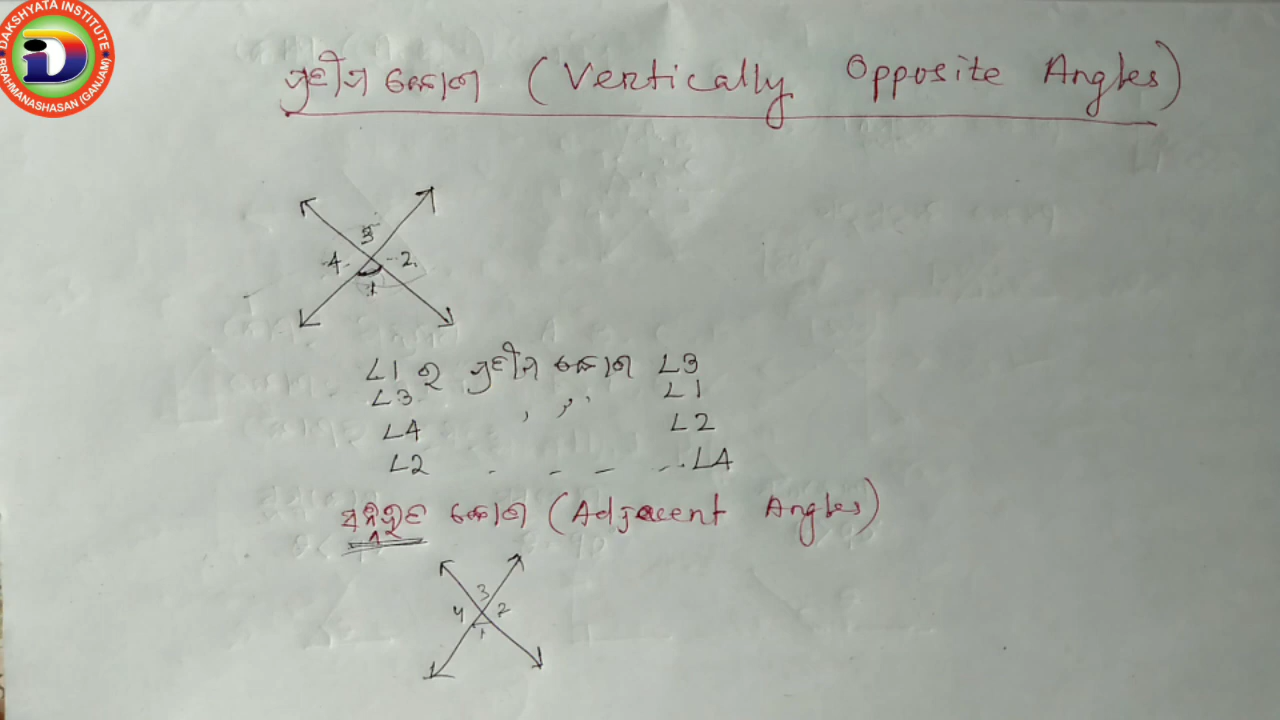 DAKSHYATA INSTITUTE
BRAHMANASHASAN (GANJAM)
iD
ପ୍ରତୀପ କୋଣ (Vertically Opposite Angles)
3
4 2
1
∠1 ର ପ୍ରତୀପ କୋଣ ∠3
∠3 , ,, ∠1
∠4 ∠2
∠2 - - - ... ∠4
ସନ୍ନିହିତ କୋଣ (Adjacent Angles)
3
4 2
1